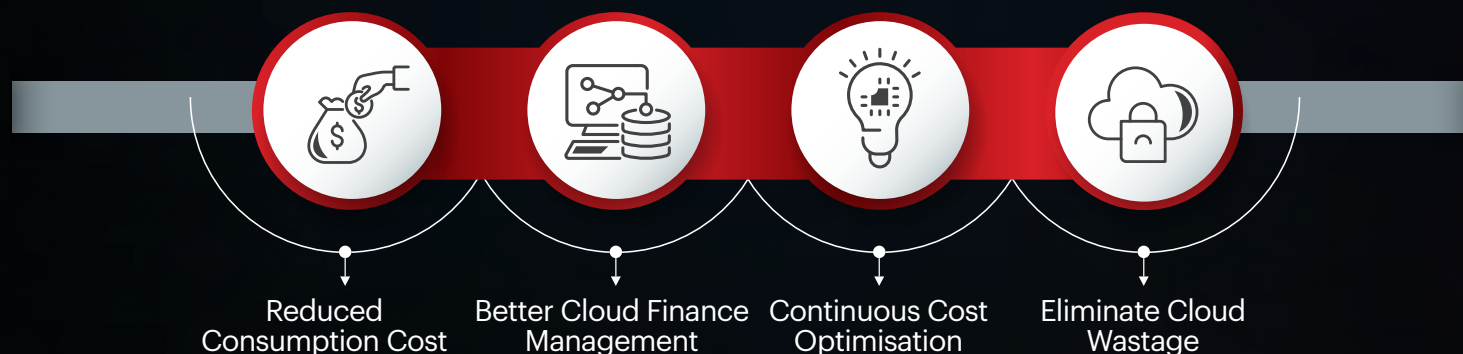 Reduced
Consumption Cost
Better Cloud Finance
Management
Continuous Cost
Optimisation
Eliminate Cloud
Wastage
$
$